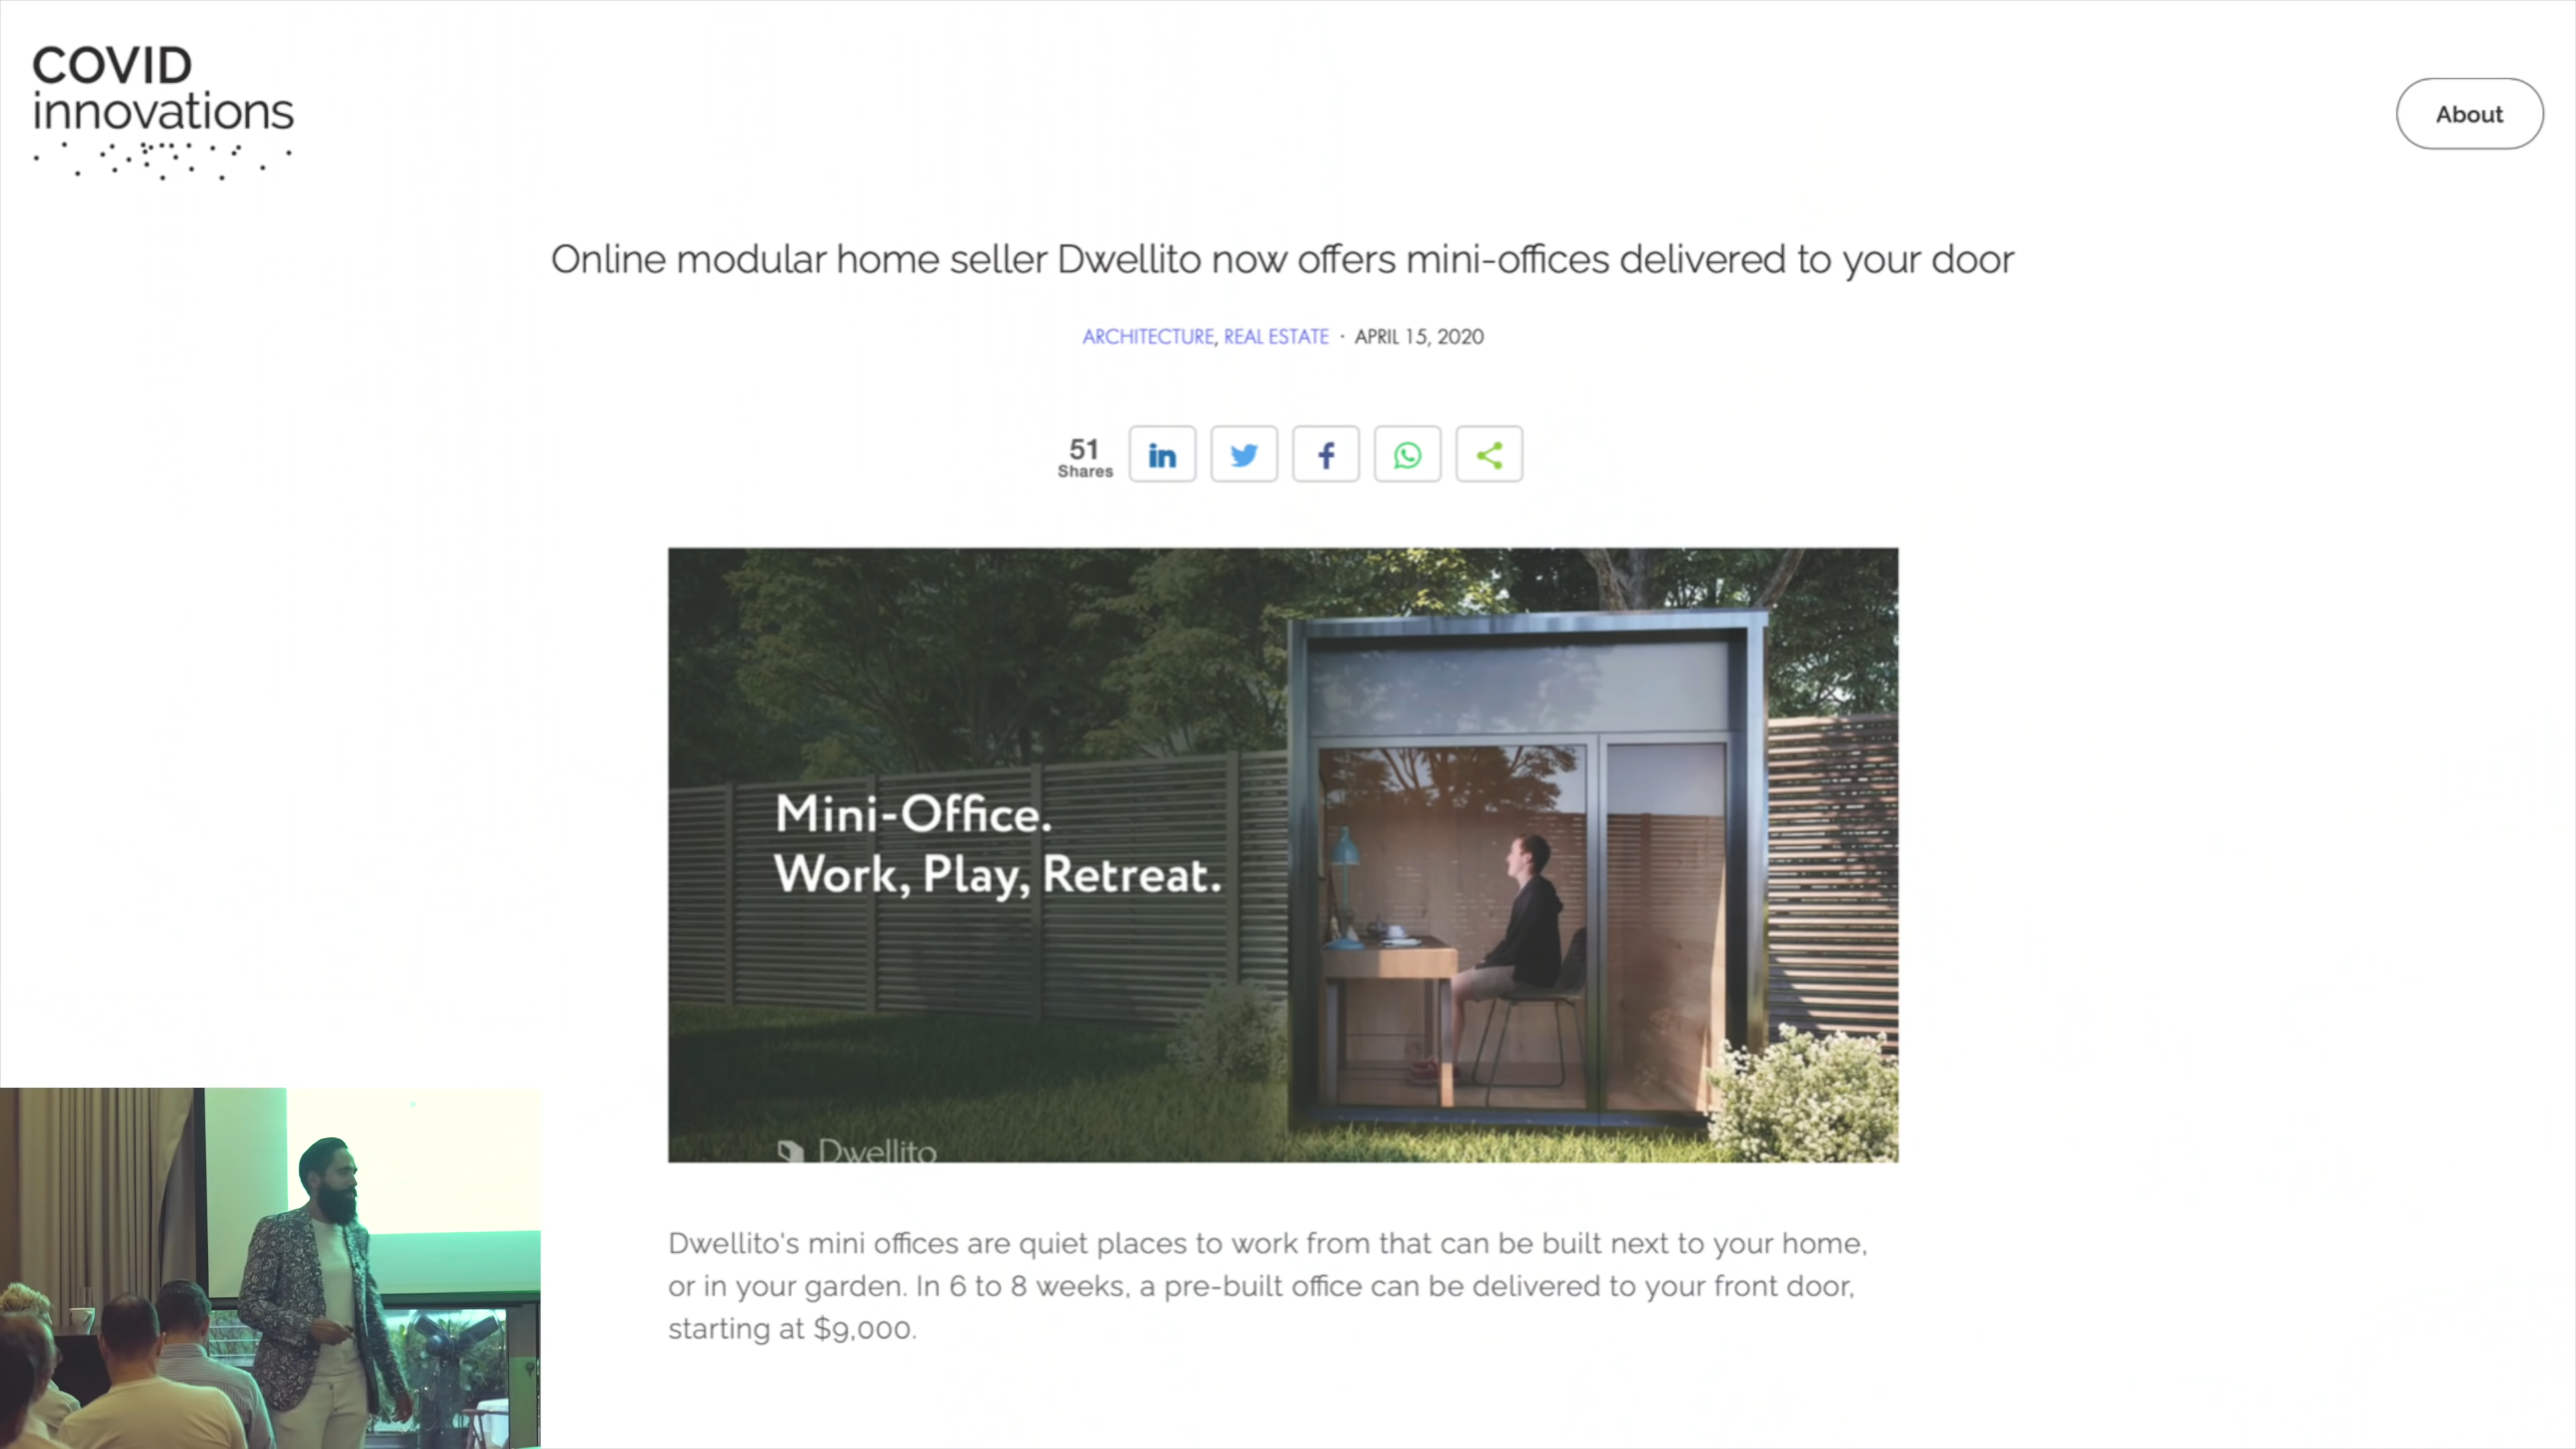 COVID
innovations
About
Online modular home seller Dwellito now offers mini-offices delivered to your door
ARCHITECTURE, REAL ESTATE · APRIL 15, 2020
51
Shares
in
f
Mini-Office.
Work, Play, Retreat.
Dwellito
Dwellito's mini offices are quiet places to work from that can be built next to your home,
or in your garden. In 6 to 8 weeks, a pre-built office can be delivered to your front door,
starting at $9,000.